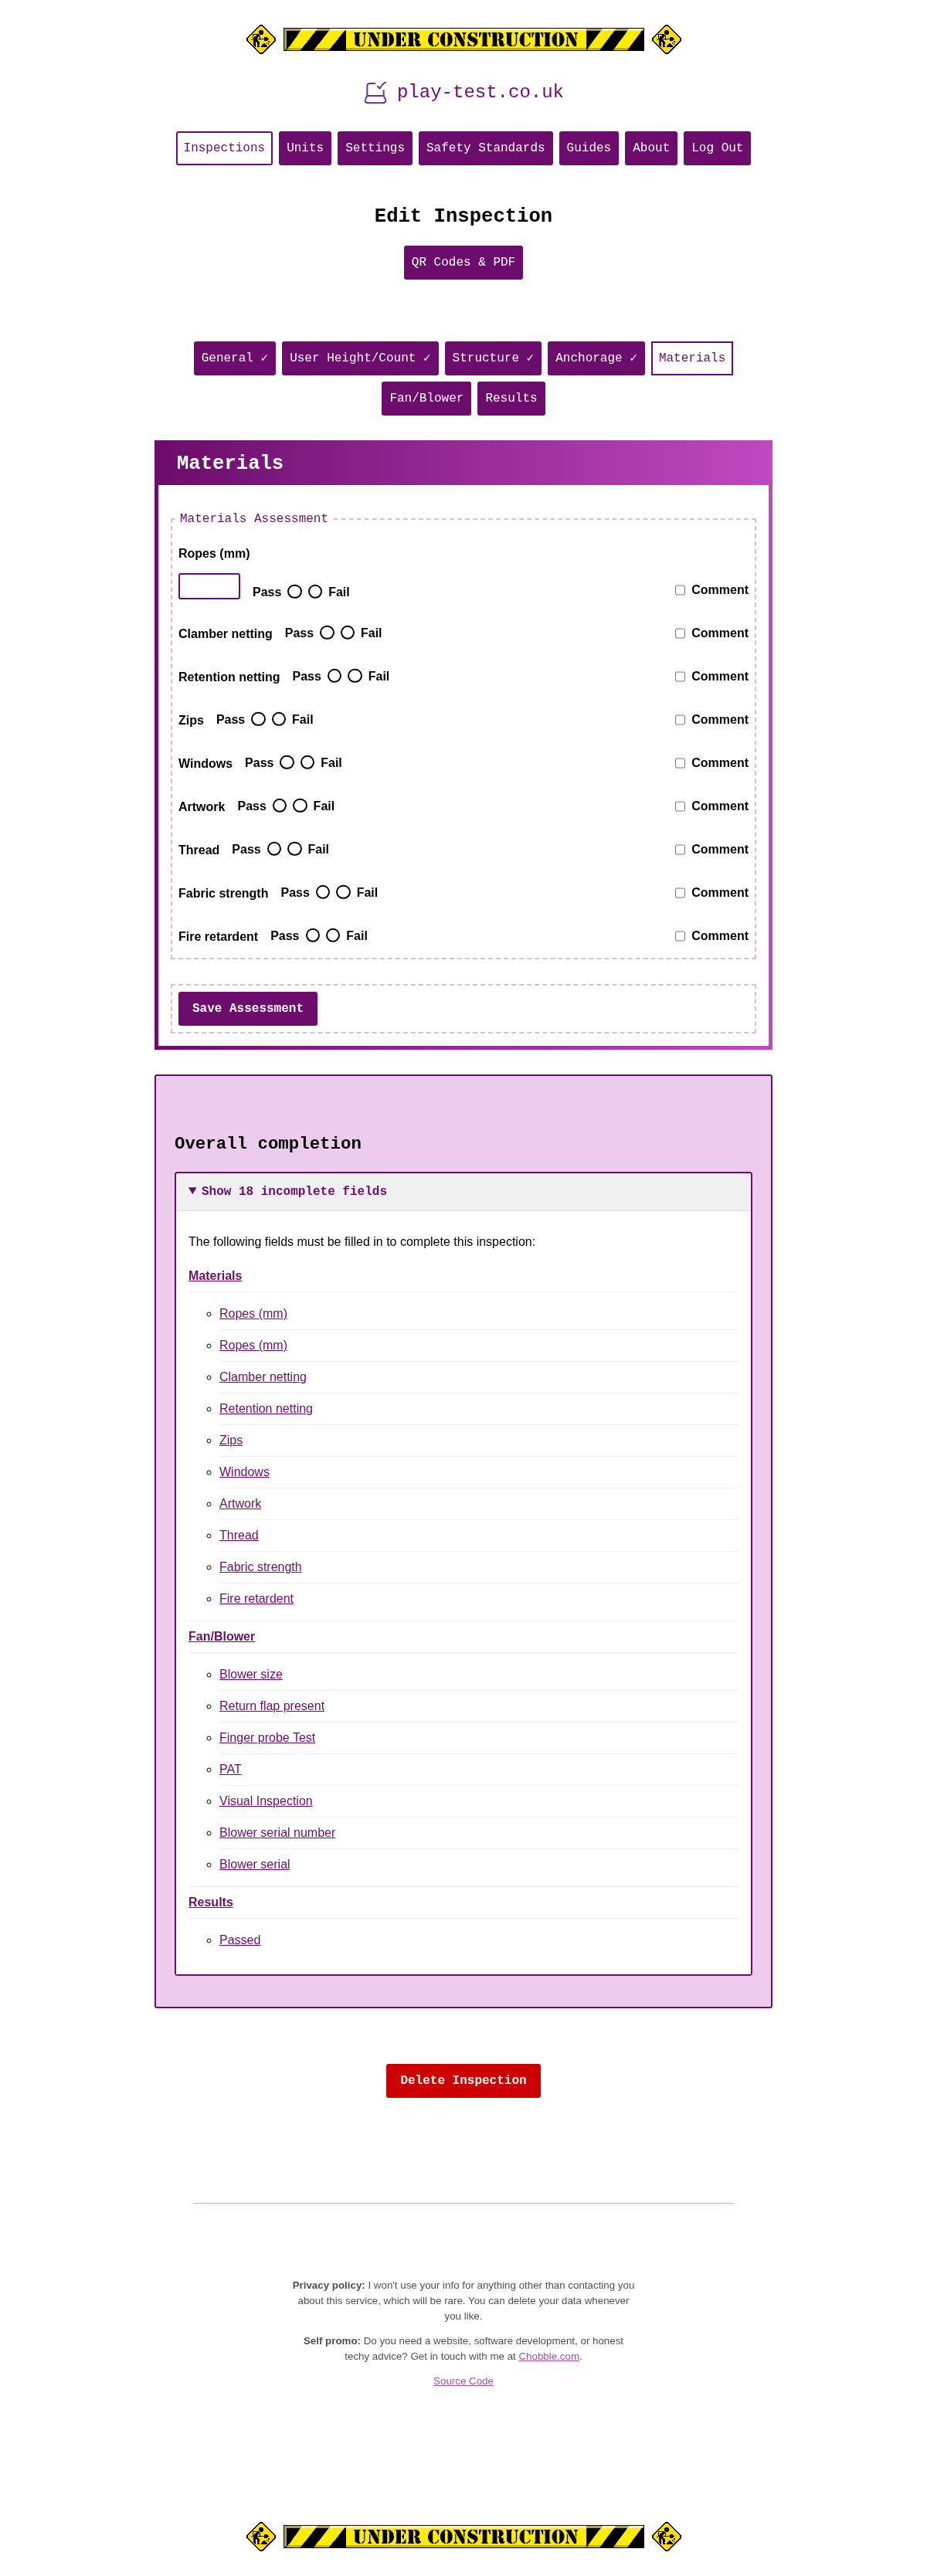 UNDER CONSTRUCTION
play-test.co.uk
Inspections Units Settings Safety Standards Guides About Log Out
Edit Inspection
QR Codes & PDF
General ✓ User Height/Count ✓ Structure ✓ Anchorage ✓ Materials
Fan/Blower Results
Materials
Materials Assessment
Ropes (mm)
Pass Fail Comment
Clamber netting Pass Fail Comment
Retention netting Pass Fail Comment
Zips Pass Fail Comment
Windows Pass Fail Comment
Artwork Pass Fail Comment
Thread Pass Fail Comment
Fabric strength Pass Fail Comment
Fire retardent Pass Fail Comment
Save Assessment
Overall completion
▼ Show 18 incomplete fields
The following fields must be filled in to complete this inspection:
Materials
Ropes (mm)
Ropes (mm)
Clamber netting
Retention netting
Zips
Windows
Artwork
Thread
Fabric strength
Fire retardent
Fan/Blower
Blower size
Return flap present
Finger probe Test
PAT
Visual Inspection
Blower serial number
Blower serial
Results
Passed
Delete Inspection
Privacy policy: I won't use your info for anything other than contacting you
about this service, which will be rare. You can delete your data whenever
you like.
Self promo: Do you need a website, software development, or honest
techy advice? Get in touch with me at Chobble.com.
Source Code
UNDER CONSTRUCTION